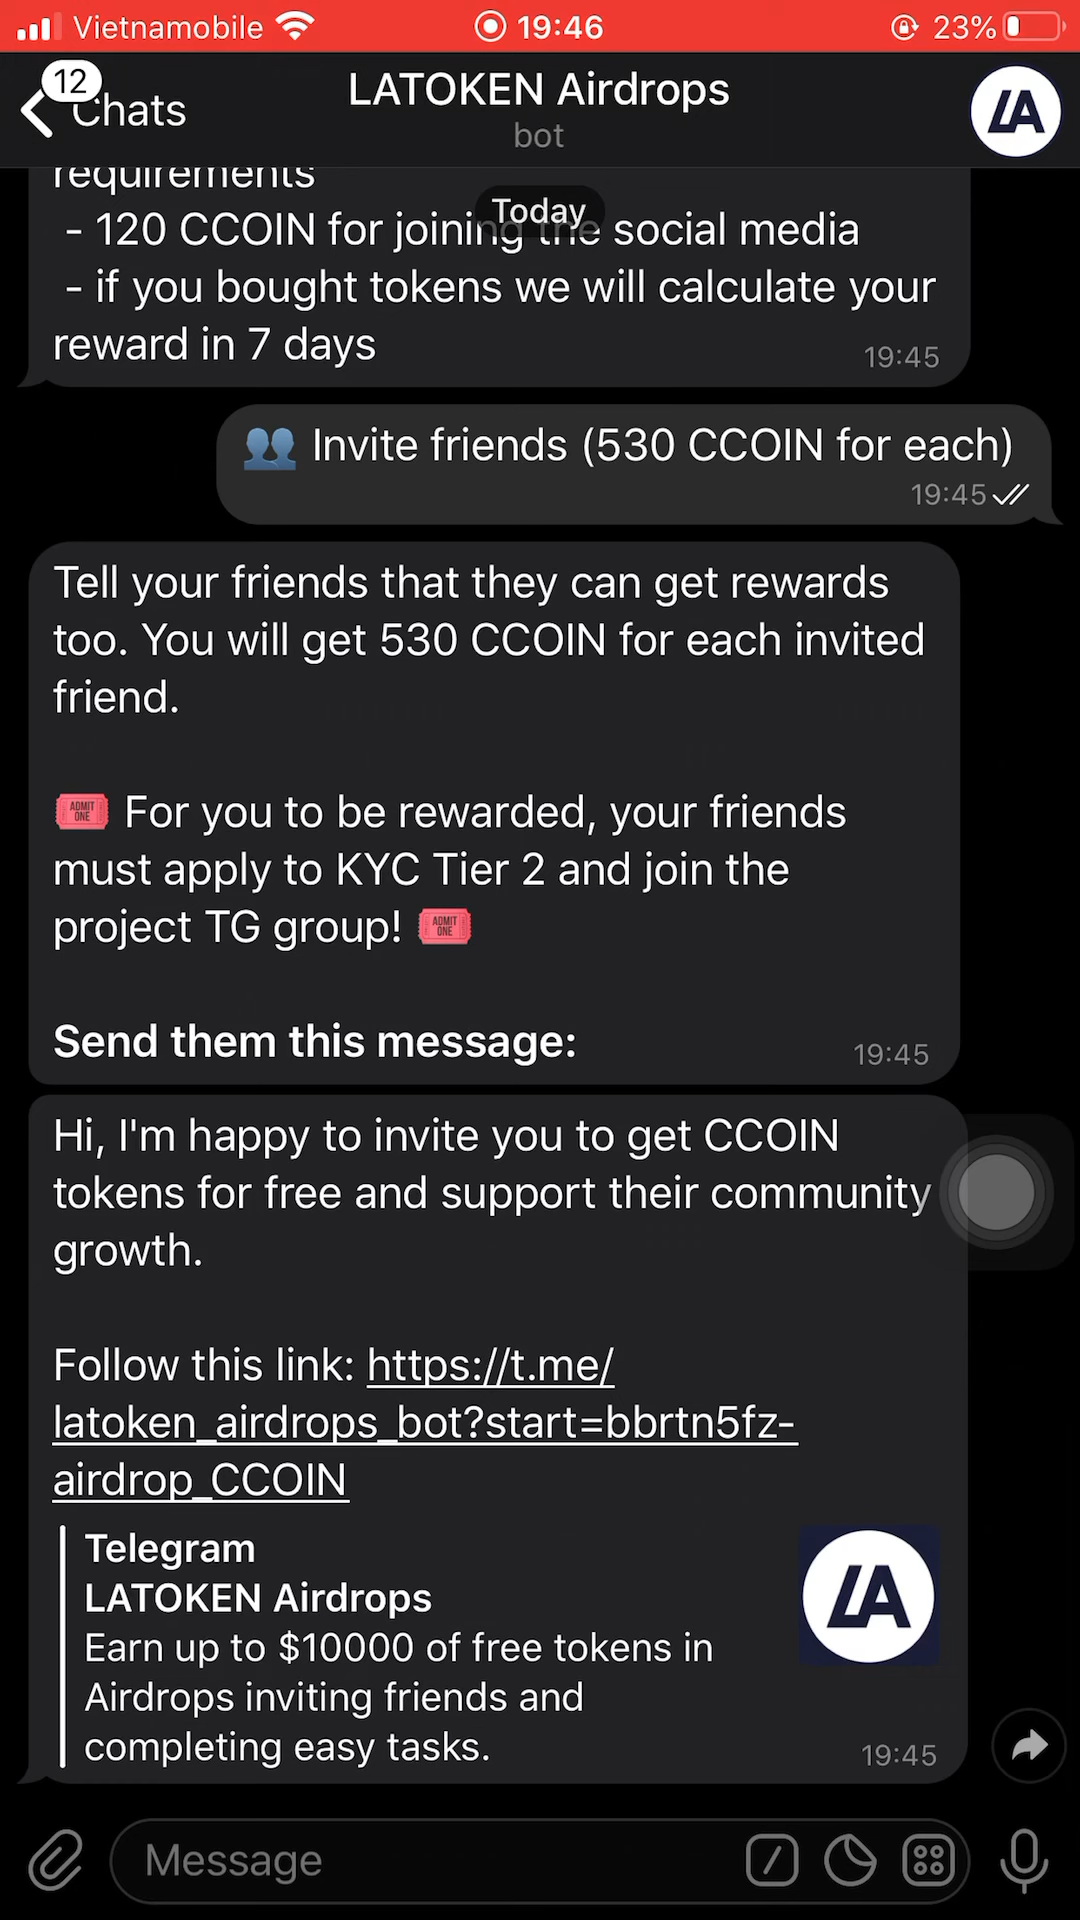 Vietnamobile 19:46 23%
12
Chats
LATOKEN Airdrops
bot
LA
requirements
Today
- 120 CCOIN for joining the social media
- if you bought tokens we will calculate your
reward in 7 days
19:45
Invite friends (530 CCOIN for each)
19:45
Tell your friends that they can get rewards
too. You will get 530 CCOIN for each invited
friend.
ADMIT
ONE
For you to be rewarded, your friends
must apply to KYC Tier 2 and join the
project TG group!
ADMIT
ONE
Send them this message:
19:45
Hi, I'm happy to invite you to get CCOIN
tokens for free and support their community
growth.
Follow this link: https://t.me/
latoken_airdrops_bot?start=bbrtn5fz-
airdrop_CCOIN
Telegram
LATOKEN Airdrops
Earn up to $10000 of free tokens in
Airdrops inviting friends and
completing easy tasks.
LA
19:45
Message